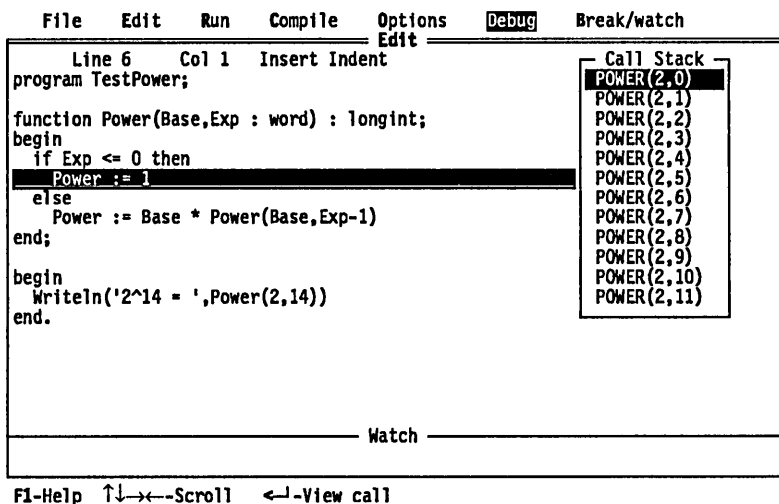 File Edit Run Compile Options Debug Break/watch
Edit
Line 6 Col 1 Insert Indent
program TestPower;
function Power(Base,Exp : word) : longint;
begin
if Exp <= 0 then
Power := 1
else
Power := Base * Power(Base,Exp-1)
end;
begin
Writeln('2^14 = ',Power(2,14))
end.
Call Stack
POWER(2,0)
POWER(2,1)
POWER(2,2)
POWER(2,3)
POWER(2,4)
POWER(2,5)
POWER(2,6)
POWER(2,7)
POWER(2,8)
POWER(2,9)
POWER(2,10)
POWER(2,11)
Watch
F1-Help ↑↓→←-Scroll ↵-View call